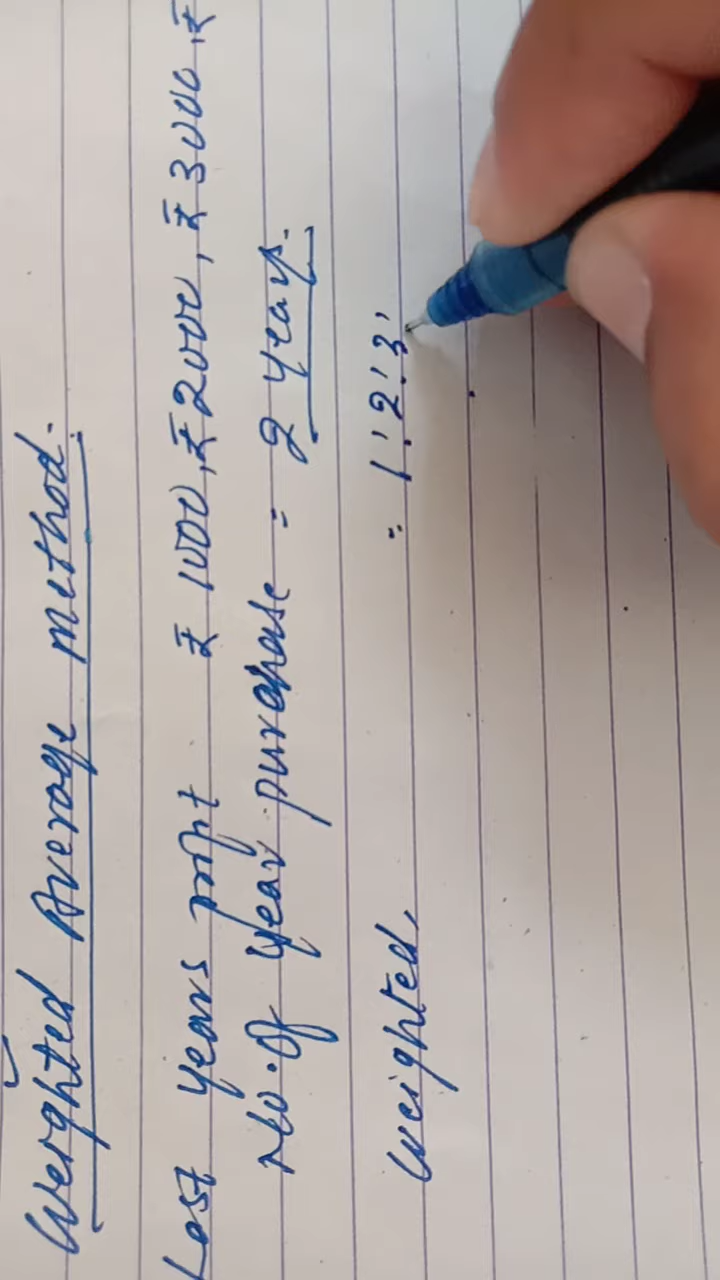 Weighted Average method.
Last years profit ₹ 1000, ₹ 2000, ₹ 3000, ₹
No. of year purchase = 2 years.
Weighted = 1:2:3: